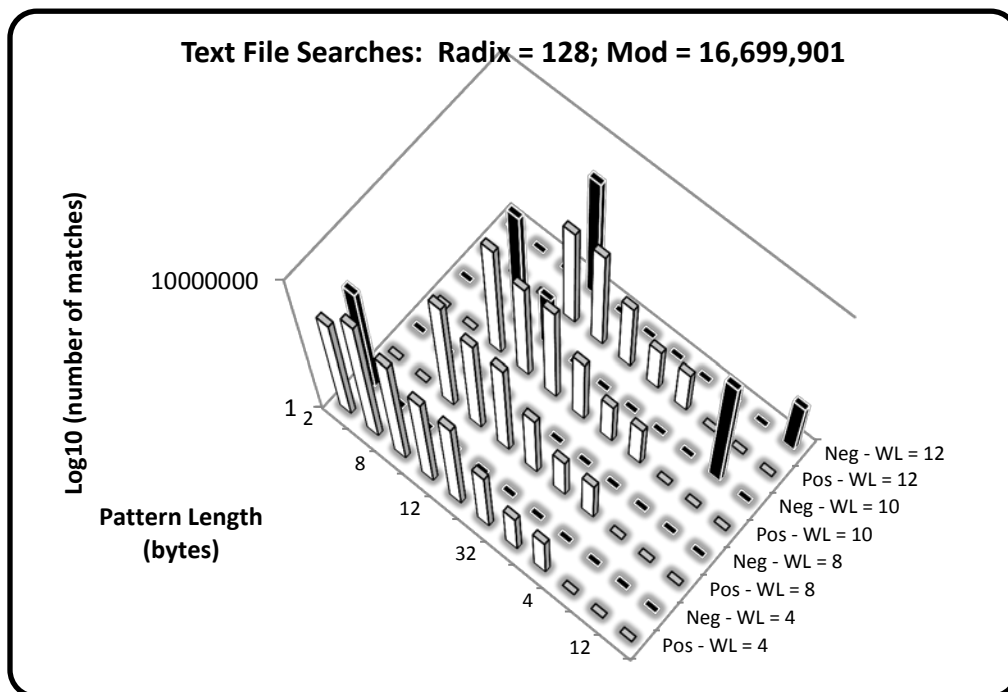 Text File Searches: Radix = 128; Mod = 16,699,901
Log10 (number of matches)
10000000
1
2
8
12
32
4
12
Pattern Length
(bytes)
Neg - WL = 12
Pos - WL = 12
Neg - WL = 10
Pos - WL = 10
Neg - WL = 8
Pos - WL = 8
Neg - WL = 4
Pos - WL = 4